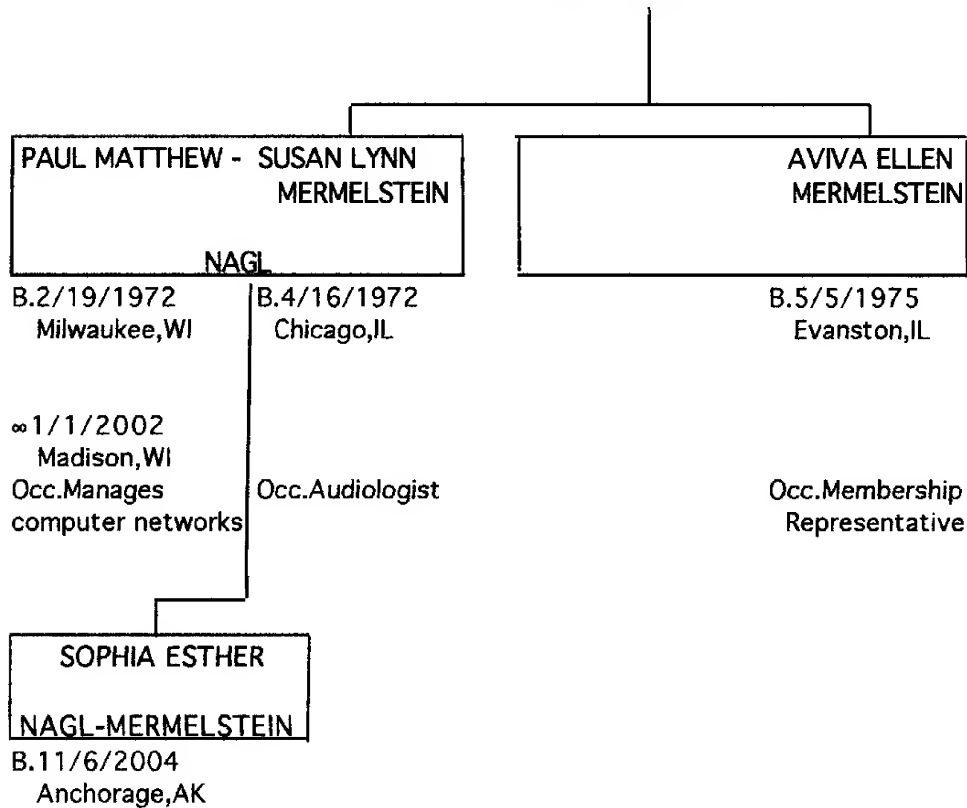 PAUL MATTHEW - SUSAN LYNN
MERMELSTEIN
NAGL
B.2/19/1972
Milwaukee,WI
B.4/16/1972
Chicago,IL
∞1/1/2002
Madison,WI
Occ.Manages
computer networks
Occ.Audiologist
AVIVA ELLEN
MERMELSTEIN
B.5/5/1975
Evanston,IL
Occ.Membership
Representative
SOPHIA ESTHER
NAGL-MERMELSTEIN
B.11/6/2004
Anchorage,AK